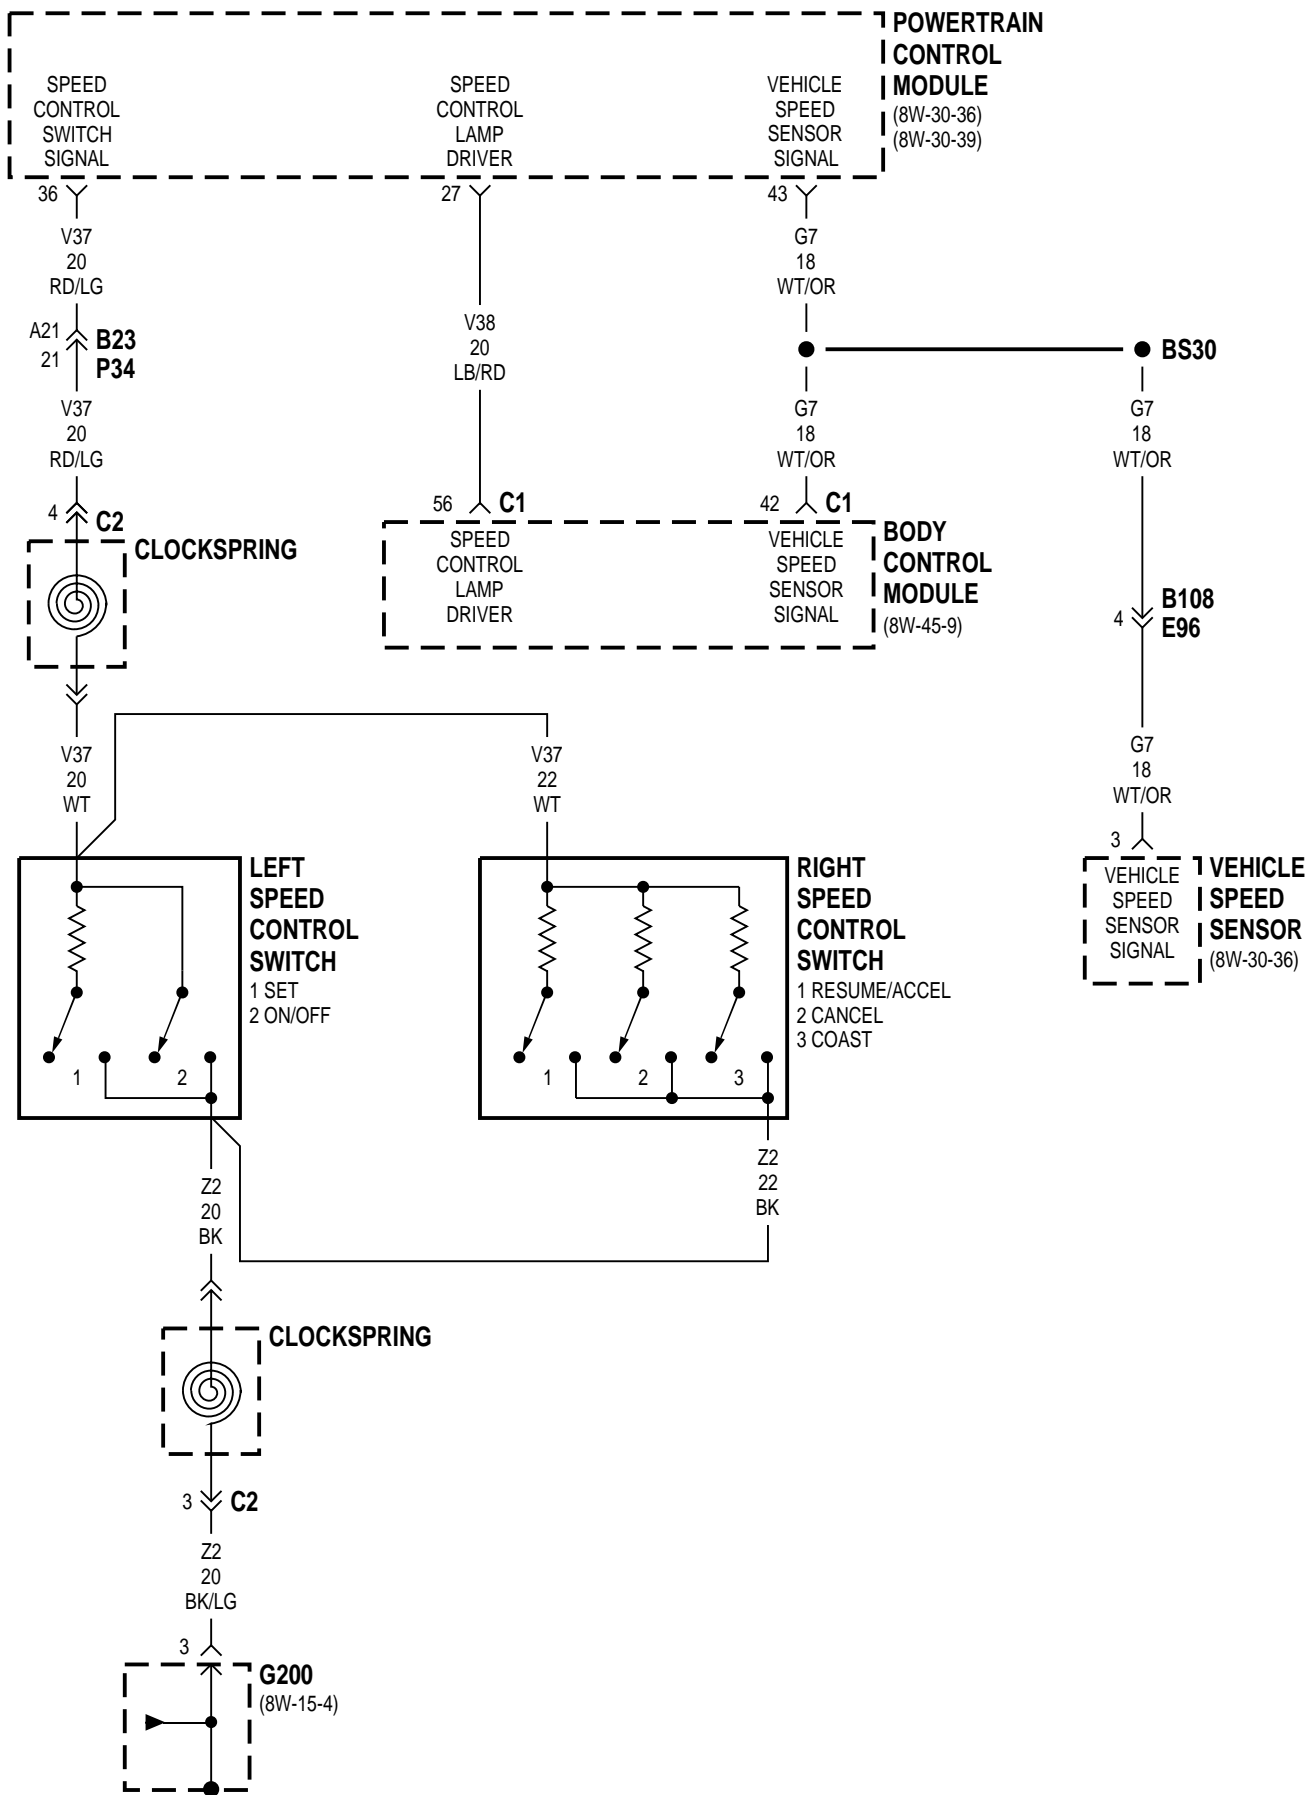 POWERTRAIN
CONTROL
MODULE
(8W-30-36)
(8W-30-39)
SPEED
CONTROL
SWITCH
SIGNAL
SPEED
CONTROL
LAMP
DRIVER
VEHICLE
SPEED
SENSOR
SIGNAL
36
27
43
V37
20
RD/LG
G7
18
WT/OR
A21
21
B23
P34
V38
20
LB/RD
BS30
V37
20
RD/LG
G7
18
WT/OR
G7
18
WT/OR
4
C2
56
C1
42
C1
CLOCKSPRING
SPEED
CONTROL
LAMP
DRIVER
VEHICLE
SPEED
SENSOR
SIGNAL
BODY
CONTROL
MODULE
(8W-45-9)
4
B108
E96
V37
20
WT
V37
22
WT
G7
18
WT/OR
3
LEFT
SPEED
CONTROL
SWITCH
1 SET
2 ON/OFF
1
2
RIGHT
SPEED
CONTROL
SWITCH
1 RESUME/ACCEL
2 CANCEL
3 COAST
1
2
3
VEHICLE
SPEED
SENSOR
SIGNAL
VEHICLE
SPEED
SENSOR
(8W-30-36)
Z2
20
BK
Z2
22
BK
CLOCKSPRING
3
C2
Z2
20
BK/LG
3
G200
(8W-15-4)